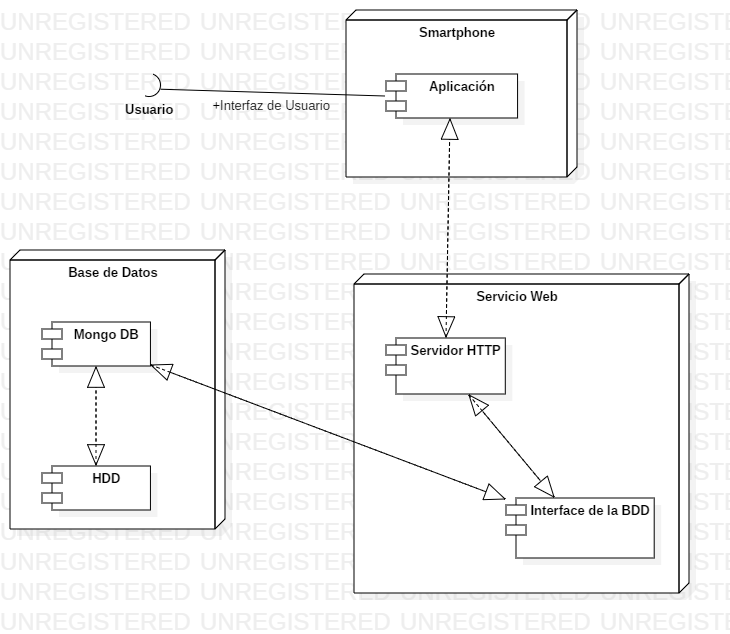 UNREGISTERED
Smartphone
Aplicación
Usuario
+Interfaz de Usuario
Base de Datos
Mongo DB
HDD
Servicio Web
Servidor HTTP
Interface de la BDD